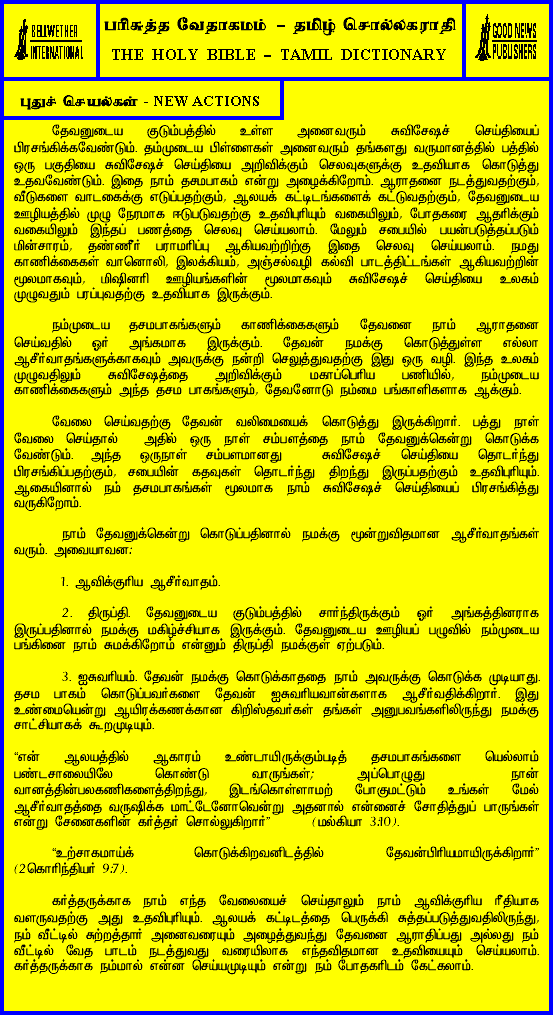 BELLWETHER
INTERNATIONAL
பரிசுத்த வேதாகமம் – தமிழ் சொல்லகராதி
THE HOLY BIBLE – TAMIL DICTIONARY
GOOD NEWS
PUBLISHERS
புதுச் செயல்கள் - NEW ACTIONS
தேவனுடைய குடும்பத்தில் உள்ள அனைவரும் சுவிசேஷச் செய்தியைப்
பிரசங்கிக்கவேண்டும். தம்முடைய பிள்ளைகள் அனைவரும் தங்களது வருமானத்தில் பத்தில்
ஒரு பகுதியை சுவிசேஷச் செய்தியை அறிவிக்கும் செலவுகளுக்கு உதவியாக கொடுத்து
உதவவேண்டும். இதை நாம் தசமபாகம் என்று அழைக்கிறோம். ஆராதனை நடத்துவதற்கும்,
வீடுகளை வாடகைக்கு எடுப்பதற்கும், ஆலயக் கட்டிடங்களைக் கட்டுவதற்கும், தேவனுடைய
ஊழியத்தில் முழு நேரமாக ஈடுபடுவதற்கு உதவிபுரியும் வகையிலும், போதகரை ஆதரிக்கும்
வகையிலும் இந்தப் பணத்தை செலவு செய்யலாம். மேலும் சபையில் பயன்படுத்தப்படும்
மின்சாரம், தண்ணீர் பராமரிப்பு ஆகியவற்றிற்கு இதை செலவு செய்யலாம். நமது
காணிக்கைகள் வானொலி, இலக்கியம், அஞ்சல்வழி கல்வி பாடத்திட்டங்கள் ஆகியவற்றின்
மூலமாகவும், மிஷினரி ஊழியங்களின் மூலமாகவும் சுவிசேஷச் செய்தியை உலகம்
முழுவதும் பரப்புவதற்கு உதவியாக இருக்கும்.
நம்முடைய தசமபாகங்களும் காணிக்கைகளும் தேவனை நாம் ஆராதனை
செய்வதில் ஓர் அங்கமாக இருக்கும். தேவன் நமக்கு கொடுத்துள்ள எல்லா
ஆசீர்வாதங்களுக்காகவும் அவருக்கு நன்றி செலுத்துவதற்கு இது ஒரு வழி. இந்த உலகம்
முழுவதிலும் சுவிசேஷத்தை அறிவிக்கும் மகாப்பெரிய பணியில், நம்முடைய
காணிக்கைகளும் அந்த தசம பாகங்களும், தேவனோடு நம்மை பங்காளிகளாக ஆக்கும்.
வேலை செய்வதற்கு தேவன் வலிமையைக் கொடுத்து இருக்கிறார். பத்து நாள்
வேலை செய்தால் அதில் ஒரு நாள் சம்பளத்தை நாம் தேவனுக்கென்று கொடுக்க
வேண்டும். அந்த ஒருநாள் சம்பளமானது சுவிசேஷச் செய்தியை தொடர்ந்து
பிரசங்கிப்பதற்கும், சபையின் கதவுகள் தொடர்ந்து திறந்து இருப்பதற்கும் உதவிபுரியும்.
ஆகையினால் நம் தசமபாகங்கள் மூலமாக நாம் சுவிசேஷச் செய்தியைப் பிரசங்கித்து
வருகிறோம்.
நாம் தேவனுக்கென்று கொடுப்பதினால் நமக்கு மூன்றுவிதமான ஆசீர்வாதங்கள்
வரும். அவையாவன:
1. ஆவிக்குரிய ஆசீர்வாதம்.
2. திருப்தி. தேவனுடைய குடும்பத்தில் சார்ந்திருக்கும் ஓர் அங்கத்தினராக
இருப்பதினால் நமக்கு மகிழ்ச்சியாக இருக்கும். தேவனுடைய ஊழியப் பழுவில் நம்முடைய
பங்கினை நாம் சுமக்கிறோம் என்னும் திருப்தி நமக்குள் ஏற்படும்.
3. ஐசுவரியம். தேவன் நமக்கு கொடுக்காததை நாம் அவருக்கு கொடுக்க முடியாது.
தசம பாகம் கொடுப்பவர்களை தேவன் ஐசுவரியவான்களாக ஆசீர்வதிக்கிறார். இது
உண்மையென்று ஆயிரக்கணக்கான கிறிஸ்தவர்கள் தங்கள் அனுபவங்களிலிருந்து நமக்கு
சாட்சியாகக் கூறமுடியும்.
“என் ஆலயத்தில் ஆகாரம் உண்டாயிருக்கும்படித் தசமபாகங்களை யெல்லாம்
பண்டசாலையிலே கொண்டு வாருங்கள்; அப்பொழுது நான்
வானத்தின்பலகணிகளைத்திறந்து, இடங்கொள்ளாமற் போகுமட்டும் உங்கள் மேல்
ஆசீர்வாதத்தை வருஷிக்க மாட்டேனோவென்று அதனால் என்னைச் சோதித்துப் பாருங்கள்
என்று சேனைகளின் கர்த்தர் சொல்லுகிறார்” (மல்கியா 3:10).
“உற்சாகமாய்க் கொடுக்கிறவனிடத்தில் தேவன்பிரியமாயிருக்கிறார்”
(2கொரிந்தியர் 9:7).
கர்த்தருக்காக நாம் எந்த வேலையைச் செய்தாலும் நாம் ஆவிக்குரிய ரீதியாக
வளருவதற்கு அது உதவிபுரியும். ஆலயக் கட்டிடத்தை பெருக்கி சுத்தப்படுத்துவதிலிருந்து,
நம் வீட்டில் சுற்றத்தார் அனைவரையும் அழைத்துவந்து தேவனை ஆராதிப்பது அல்லது நம்
வீட்டில் வேத பாடம் நடத்துவது வரையிலாக எந்தவிதமான உதவியையும் செய்யலாம்.
கர்த்தருக்காக நம்மால் என்ன செய்யமுடியும் என்று நம் போதகரிடம் கேட்கலாம்.